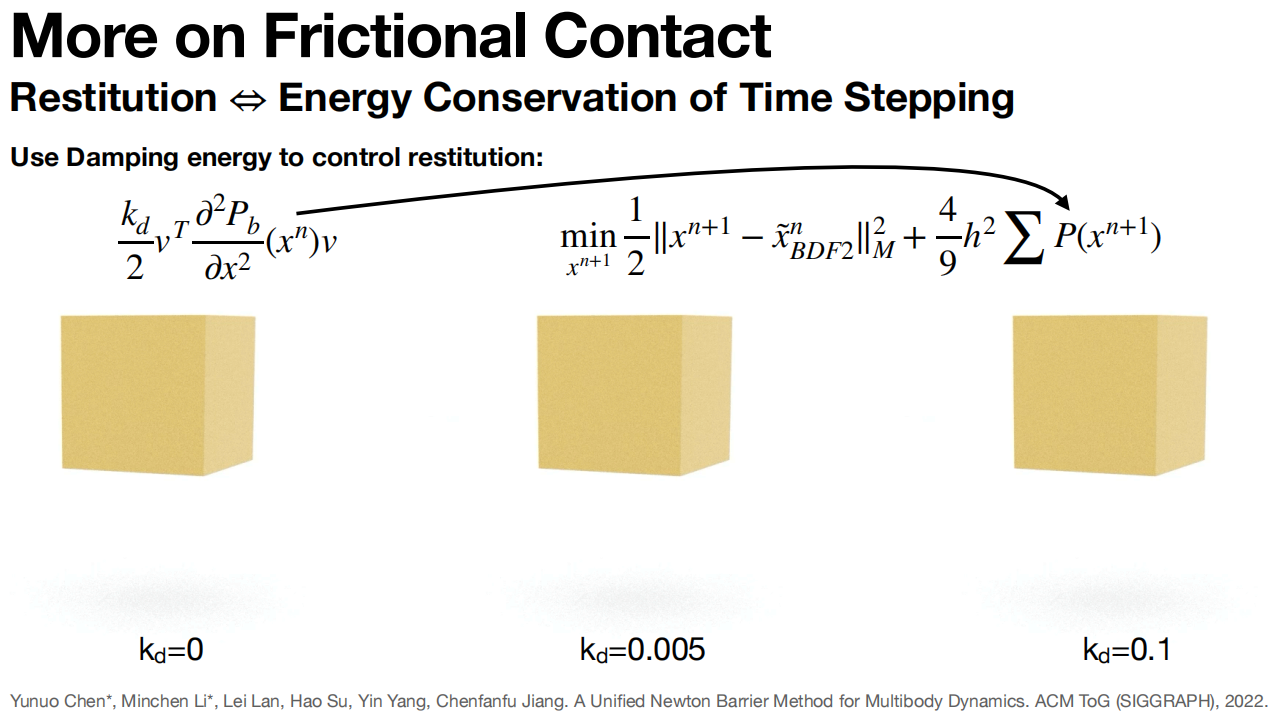 More on Frictional Contact
Restitution ⇔ Energy Conservation of Time Stepping
Use Damping energy to control restitution:
\frac{k_d}{2} v^T \frac{\partial^2 P_b}{\partial x^2}(x^n)v
\min_{x^{n+1}} \frac{1}{2} \|x^{n+1} - \tilde{x}^n_{BDF2}\|^2_M + \frac{4}{9} h^2 \sum P(x^{n+1})
k_d=0
k_d=0.005
k_d=0.1
Yunuo Chen*, Minchen Li*, Lei Lan, Hao Su, Yin Yang, Chenfanfu Jiang. A Unified Newton Barrier Method for Multibody Dynamics. ACM ToG (SIGGRAPH), 2022.